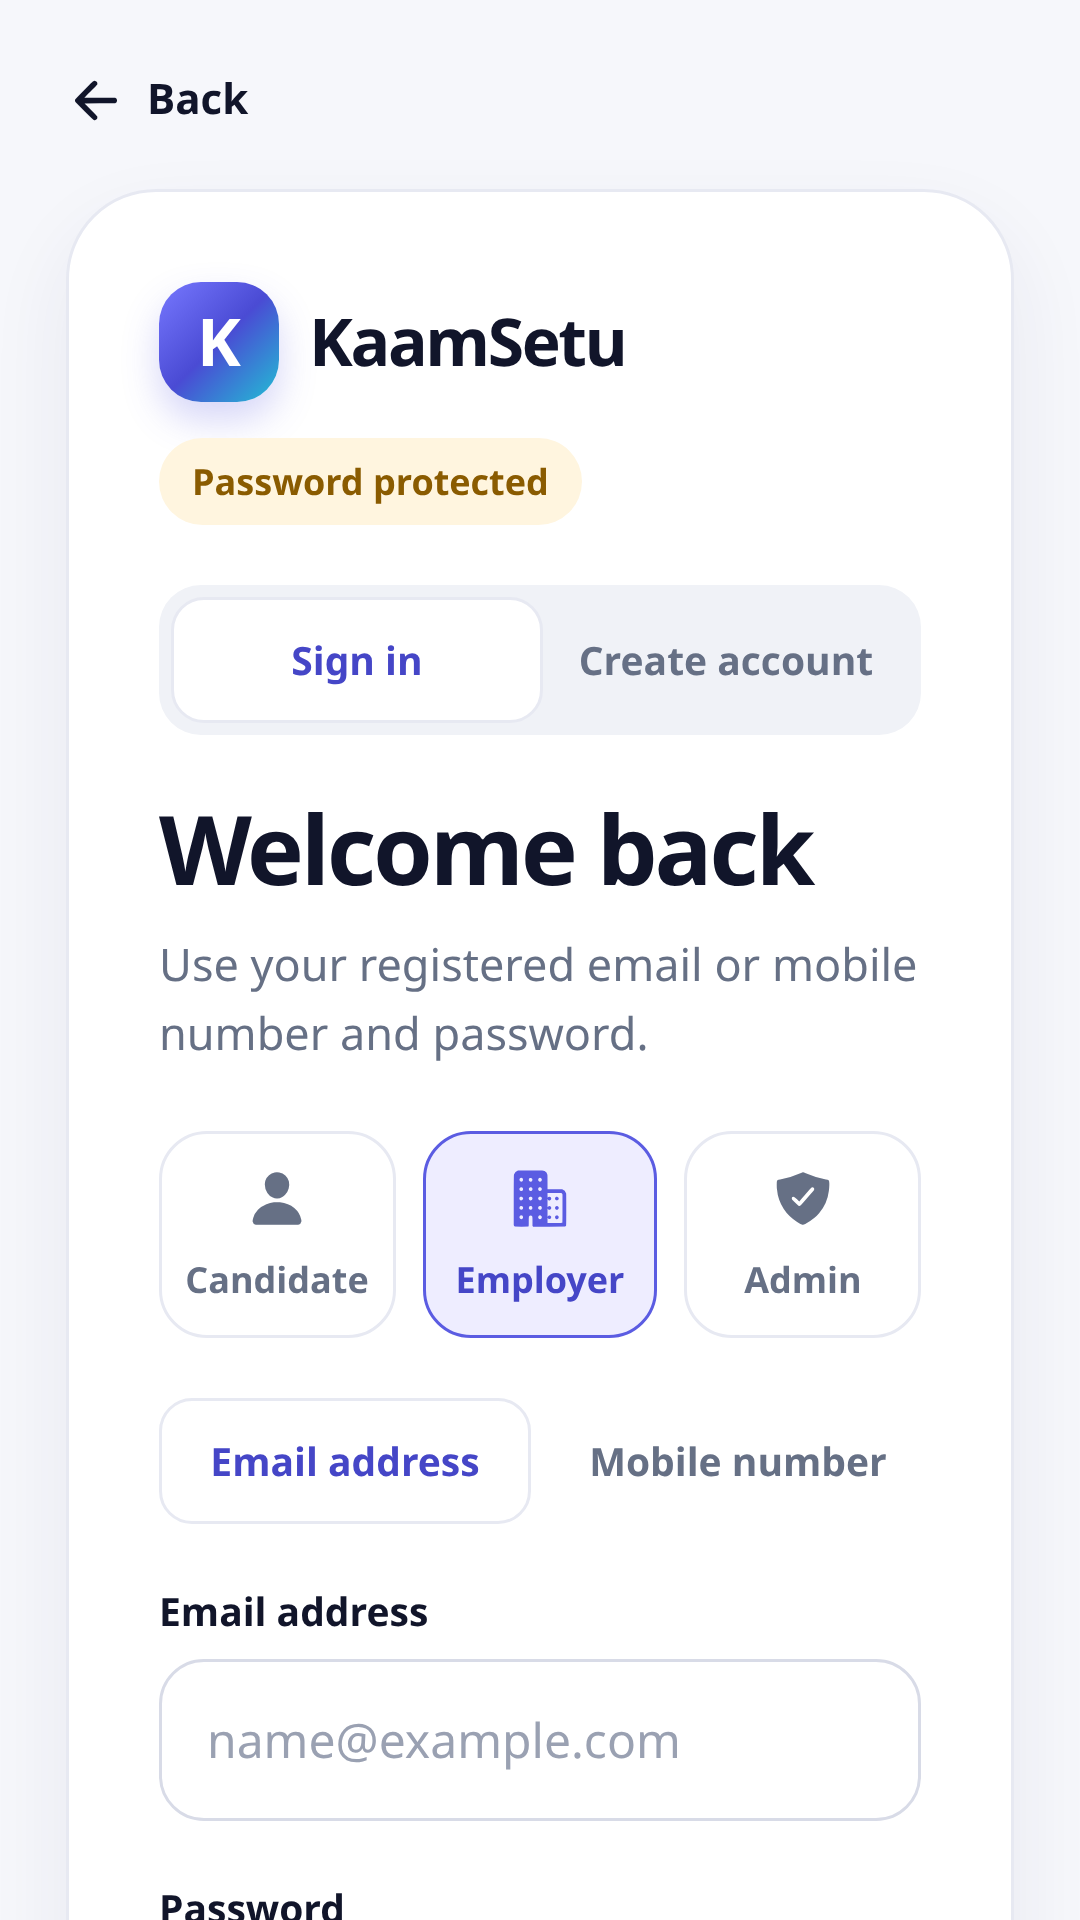 Back
K
KaamSetu
Password protected
Sign in
Create account
Welcome back
Use your registered email or mobile
number and password.
Candidate
Employer
Admin
Email address
Mobile number
Email address
name@example.com
Password